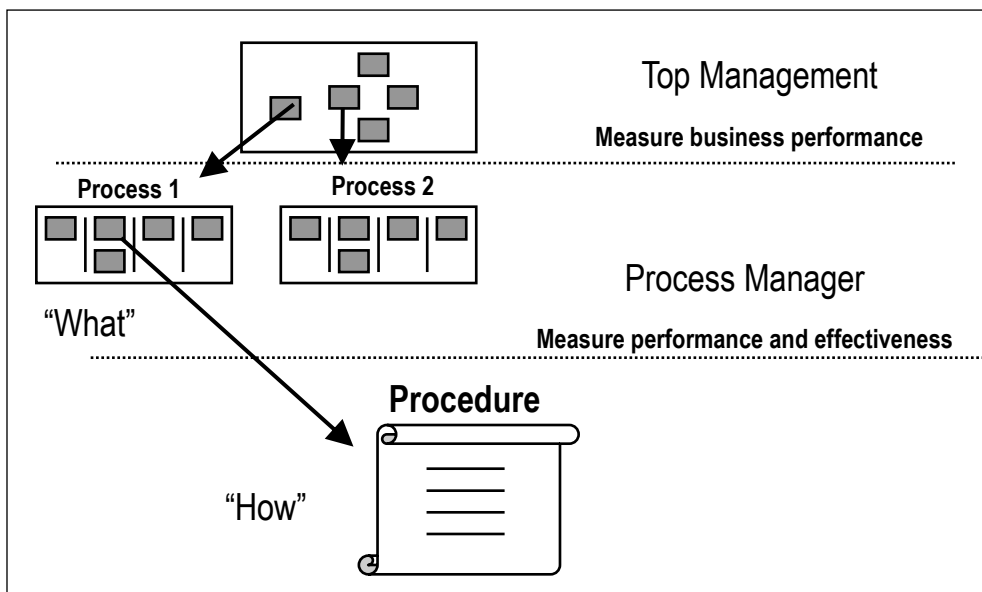 Top Management
Measure business performance
Process 1
Process 2
Process Manager
“What”
Measure performance and effectiveness
Procedure
“How”